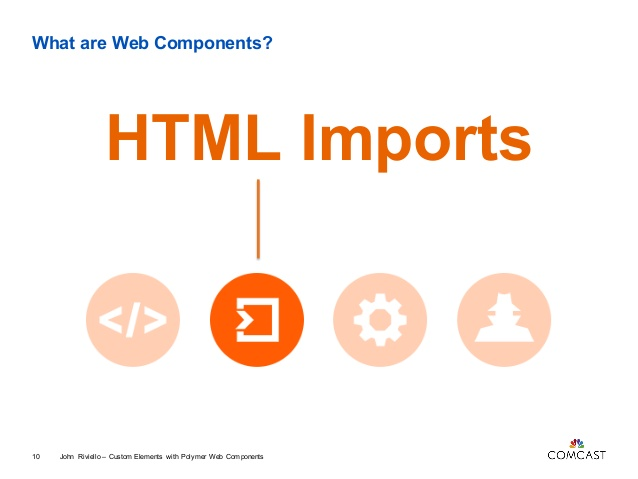 What are Web Components?
HTML Imports
</>
10 John Riviello – Custom Elements with Polymer Web Components
COMCAST